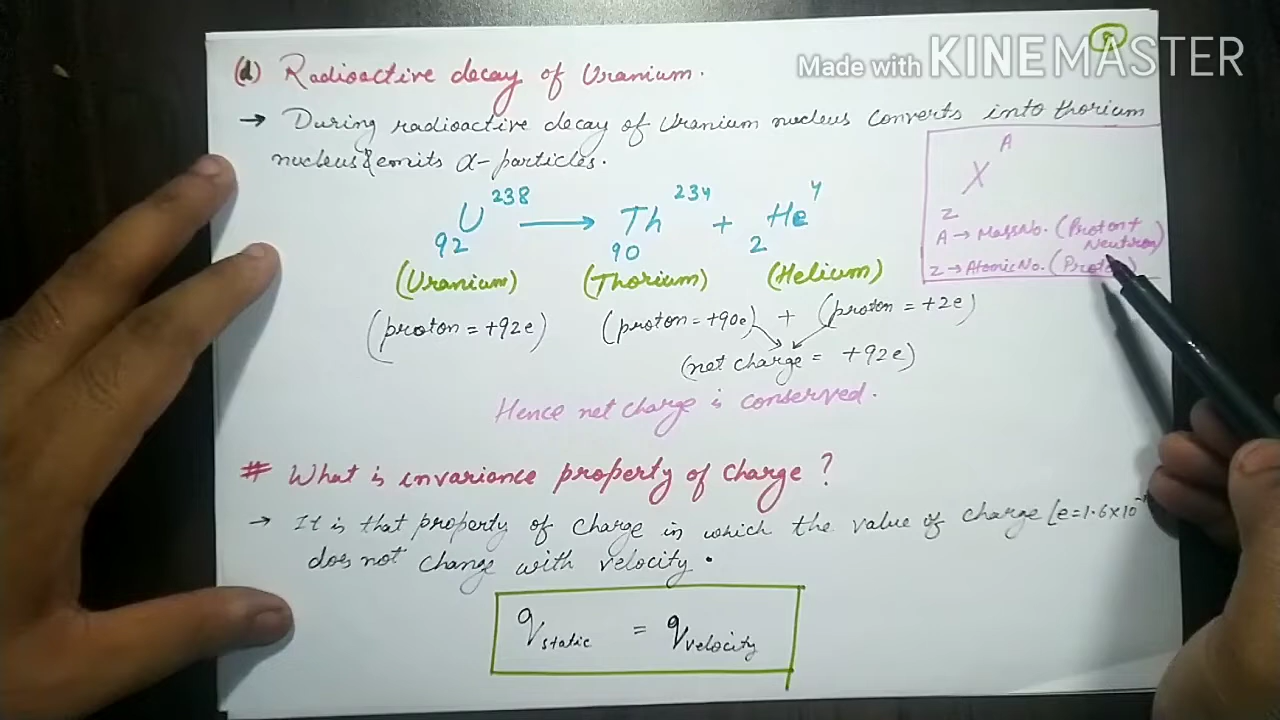 Made with KINEMASTER
(d) Radioactive decay of Uranium.
→ During radioactive decay of Uranium nucleus converts into thorium
nucleus & emits α-particles.
X A Z
A → Mass No. (Proton + Neutron)
Z → Atomic No. (Proton)
92 U 238 → 90 Th 234 + 2 He 4
(Uranium) (Thorium) (Helium)
(proton = +92e) (proton = +90e) + (proton = +2e)
(net charge = +92e)
Hence net charge is conserved.
# What is invariance property of charge ?
→ It is that property of charge in which the value of charge [e=1.6×10
does not change with velocity.
q static = q velocity